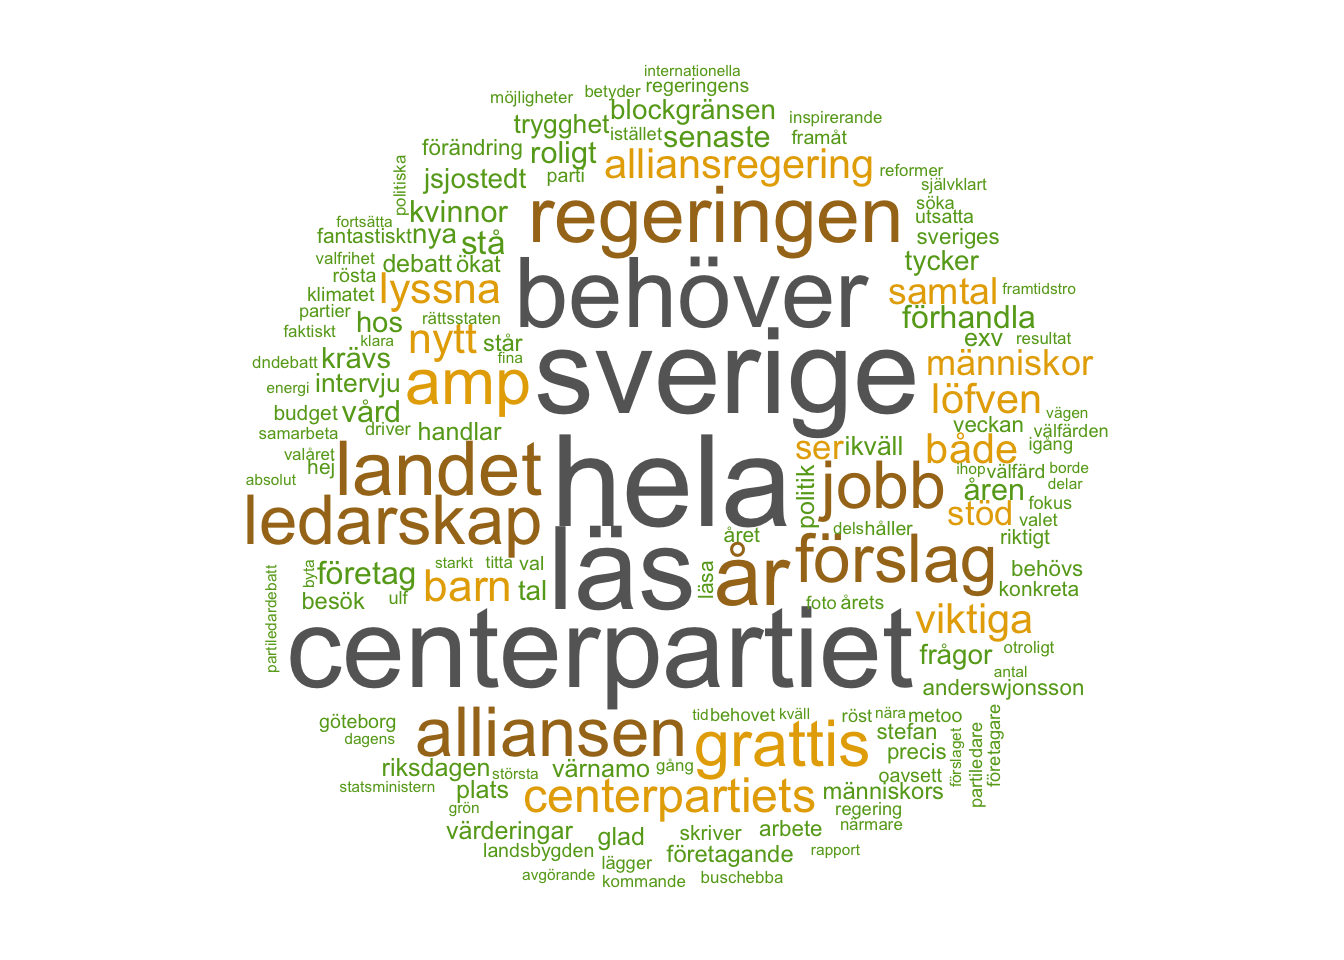 internationella
möjligheter betyder regeringens
blockgränsen
trygghet istället senaste inspirerande
framåt
förändring roligt alliansregering reformer
politiska jsjostedt parti självklart
kvinnor regeringen söka
fortsätta utsatta
fantastiskt nya stå sveriges
valfrihet debatt ökat behöver tycker
rösta lyssna samtal framtidstro
klimatet
partier hos rättsstaten förhandla
faktiskt klara nytt står sverige exv resultat
dndebatt krävs fina människor
energi intervju amp löfven
budget vård vägen
samarbeta driver handlar veckan välfärden
valåret hej landet hela ser ikväll både igång
absolut jobb ihop välfärd borde
politik åren delar
ledarskap läs året dels håller stöd fokus
valet
riktigt
partiledardebatt byta företag starkt titta val år förslag behövs
besök ulf barn tal läsa foto årets konkreta
centerpartiet viktiga
frågor otroligt
antal
anderswjonsson
göteborg alliansen tid behovet kväll röst nära metoo
dagens grattis stefan förslaget partiledare företagare
riksdagen största värnamo gång precis
statsministern plats centerpartiets oavsett
människors
grön regering
värderingar glad skriver arbete närmare
landsbygden lägger företagande rapport
avgörande kommande buschebba